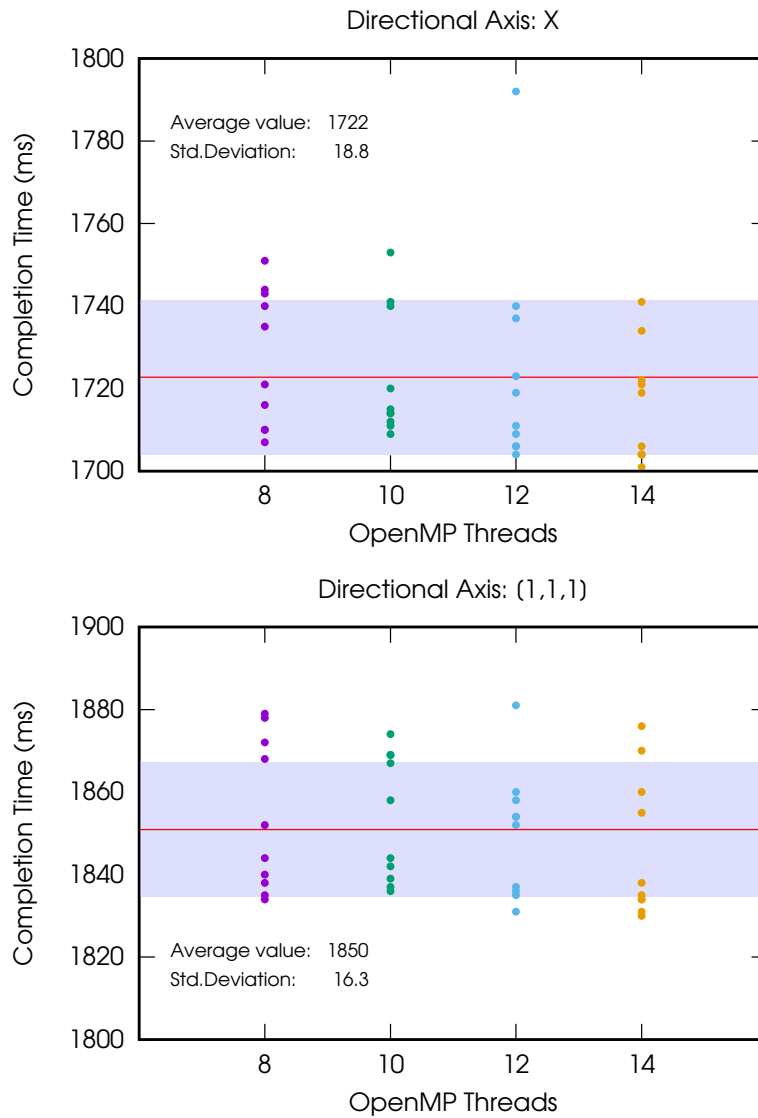 Directional Axis: X
1800
1780
1760
1740
1720
1700
Completion Time (ms)
Average value: 1722
Std.Deviation: 18.8
8 10 12 14
OpenMP Threads
Directional Axis: (1,1,1)
1900
1880
1860
1840
1820
1800
Completion Time (ms)
Average value: 1850
Std.Deviation: 16.3
8 10 12 14
OpenMP Threads